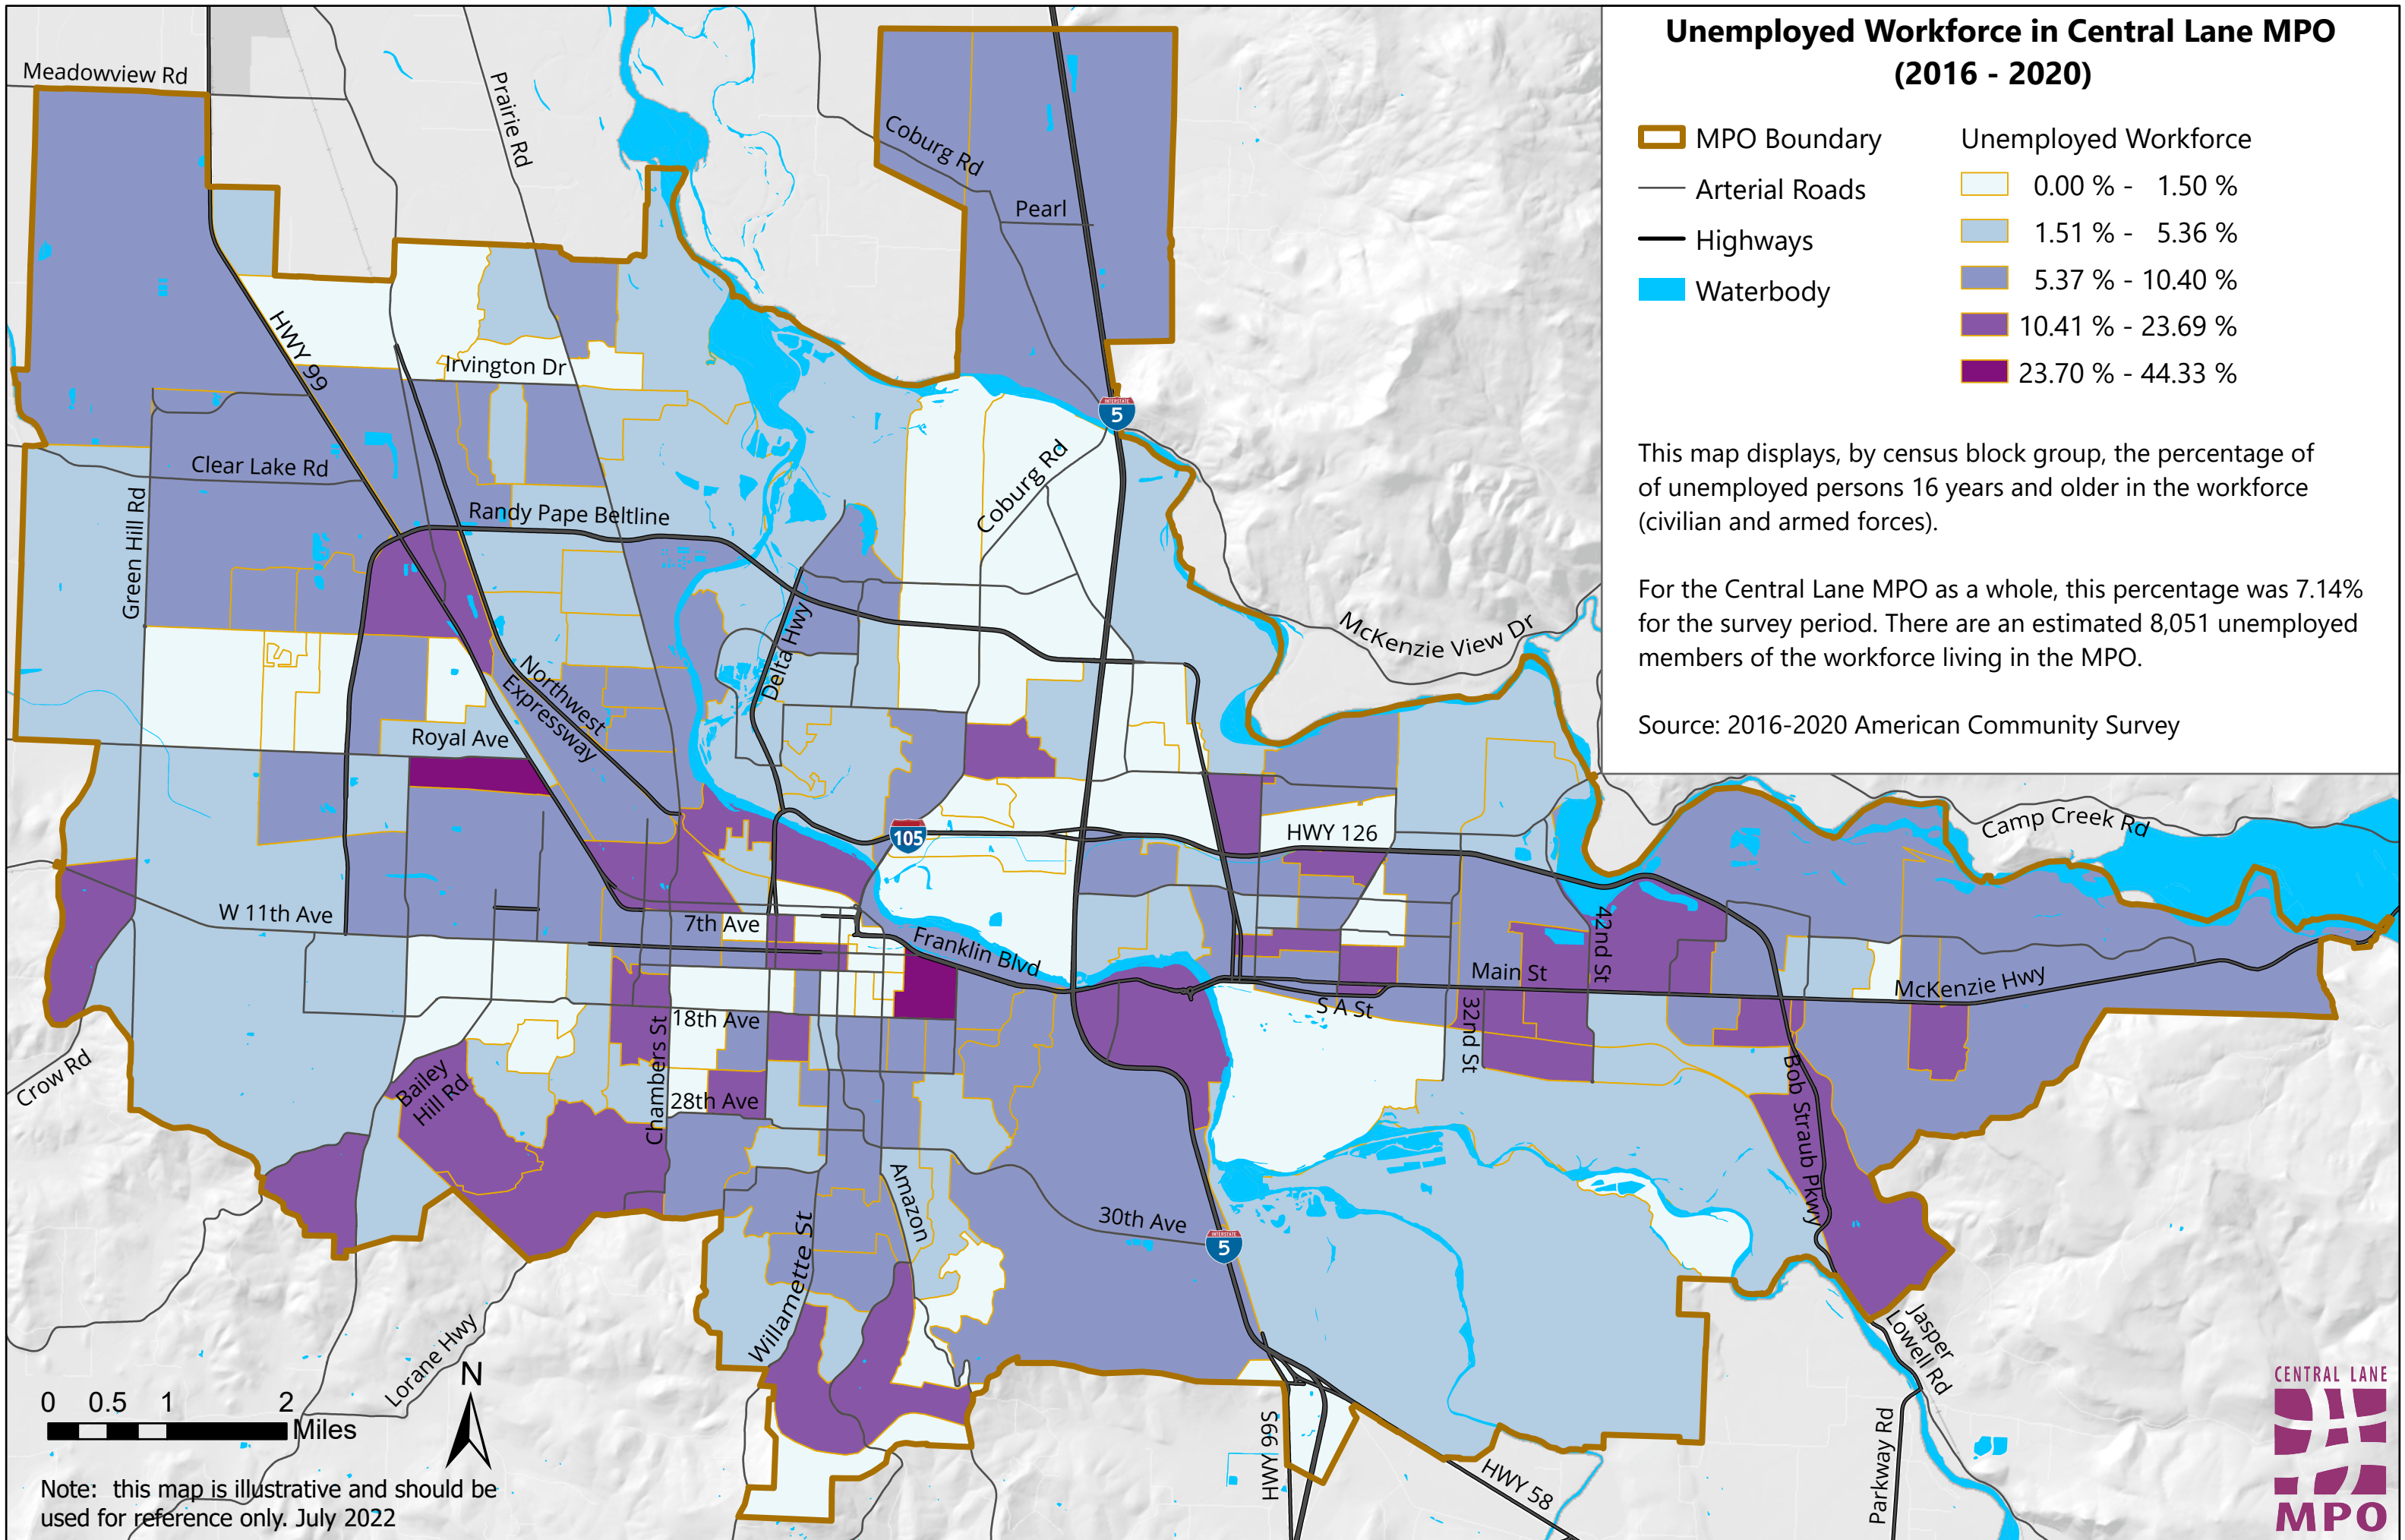 Unemployed Workforce in Central Lane MPO
(2016 - 2020)
MPO Boundary
Arterial Roads
Highways
Waterbody
Unemployed Workforce
0.00 % - 1.50 %
1.51 % - 5.36 %
5.37 % - 10.40 %
10.41 % - 23.69 %
23.70 % - 44.33 %
This map displays, by census block group, the percentage of
of unemployed persons 16 years and older in the workforce
(civilian and armed forces).
For the Central Lane MPO as a whole, this percentage was 7.14%
for the survey period. There are an estimated 8,051 unemployed
members of the workforce living in the MPO.
Source: 2016-2020 American Community Survey
Meadowview Rd
Prairie Rd
Coburg Rd
Pearl
HWY 99
Irvington Dr
INTERSTATE
5
Clear Lake Rd
Coburg Rd
Green Hill Rd
Randy Pape Beltline
Delta Hwy
McKenzie View Dr
Northwest
Expressway
Royal Ave
INTERSTATE
105
HWY 126
Camp Creek Rd
W 11th Ave
7th Ave
Franklin Blvd
42nd St
Main St
McKenzie Hwy
S A St
32nd St
18th Ave
Chambers St
Crow Rd
Bailey
Hill Rd
28th Ave
Bob Straub Pkwy
Amazon
30th Ave
INTERSTATE
5
Willamette St
Lorane Hwy
Jasper
Lowell Rd
HWY 99S
HWY 58
Parkway Rd
N
0 0.5 1 2
Miles
Note: this map is illustrative and should be
used for reference only. July 2022
CENTRAL LANE
MPO